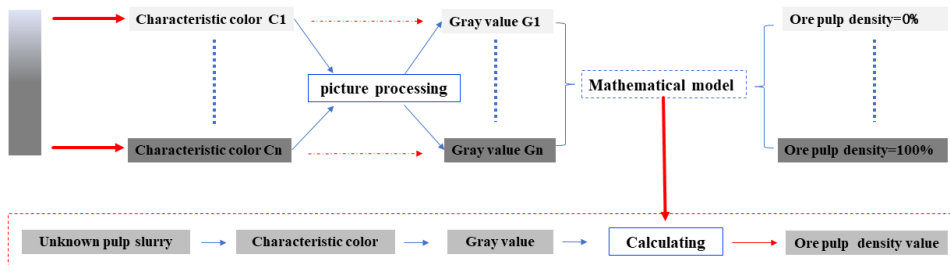 Characteristic color C1
Gray value G1
Ore pulp density=0%
picture processing
Mathematical model
Characteristic color Cn
Gray value Gn
Ore pulp density=100%
Unknown pulp slurry
Characteristic color
Gray value
Calculating
Ore pulp density value